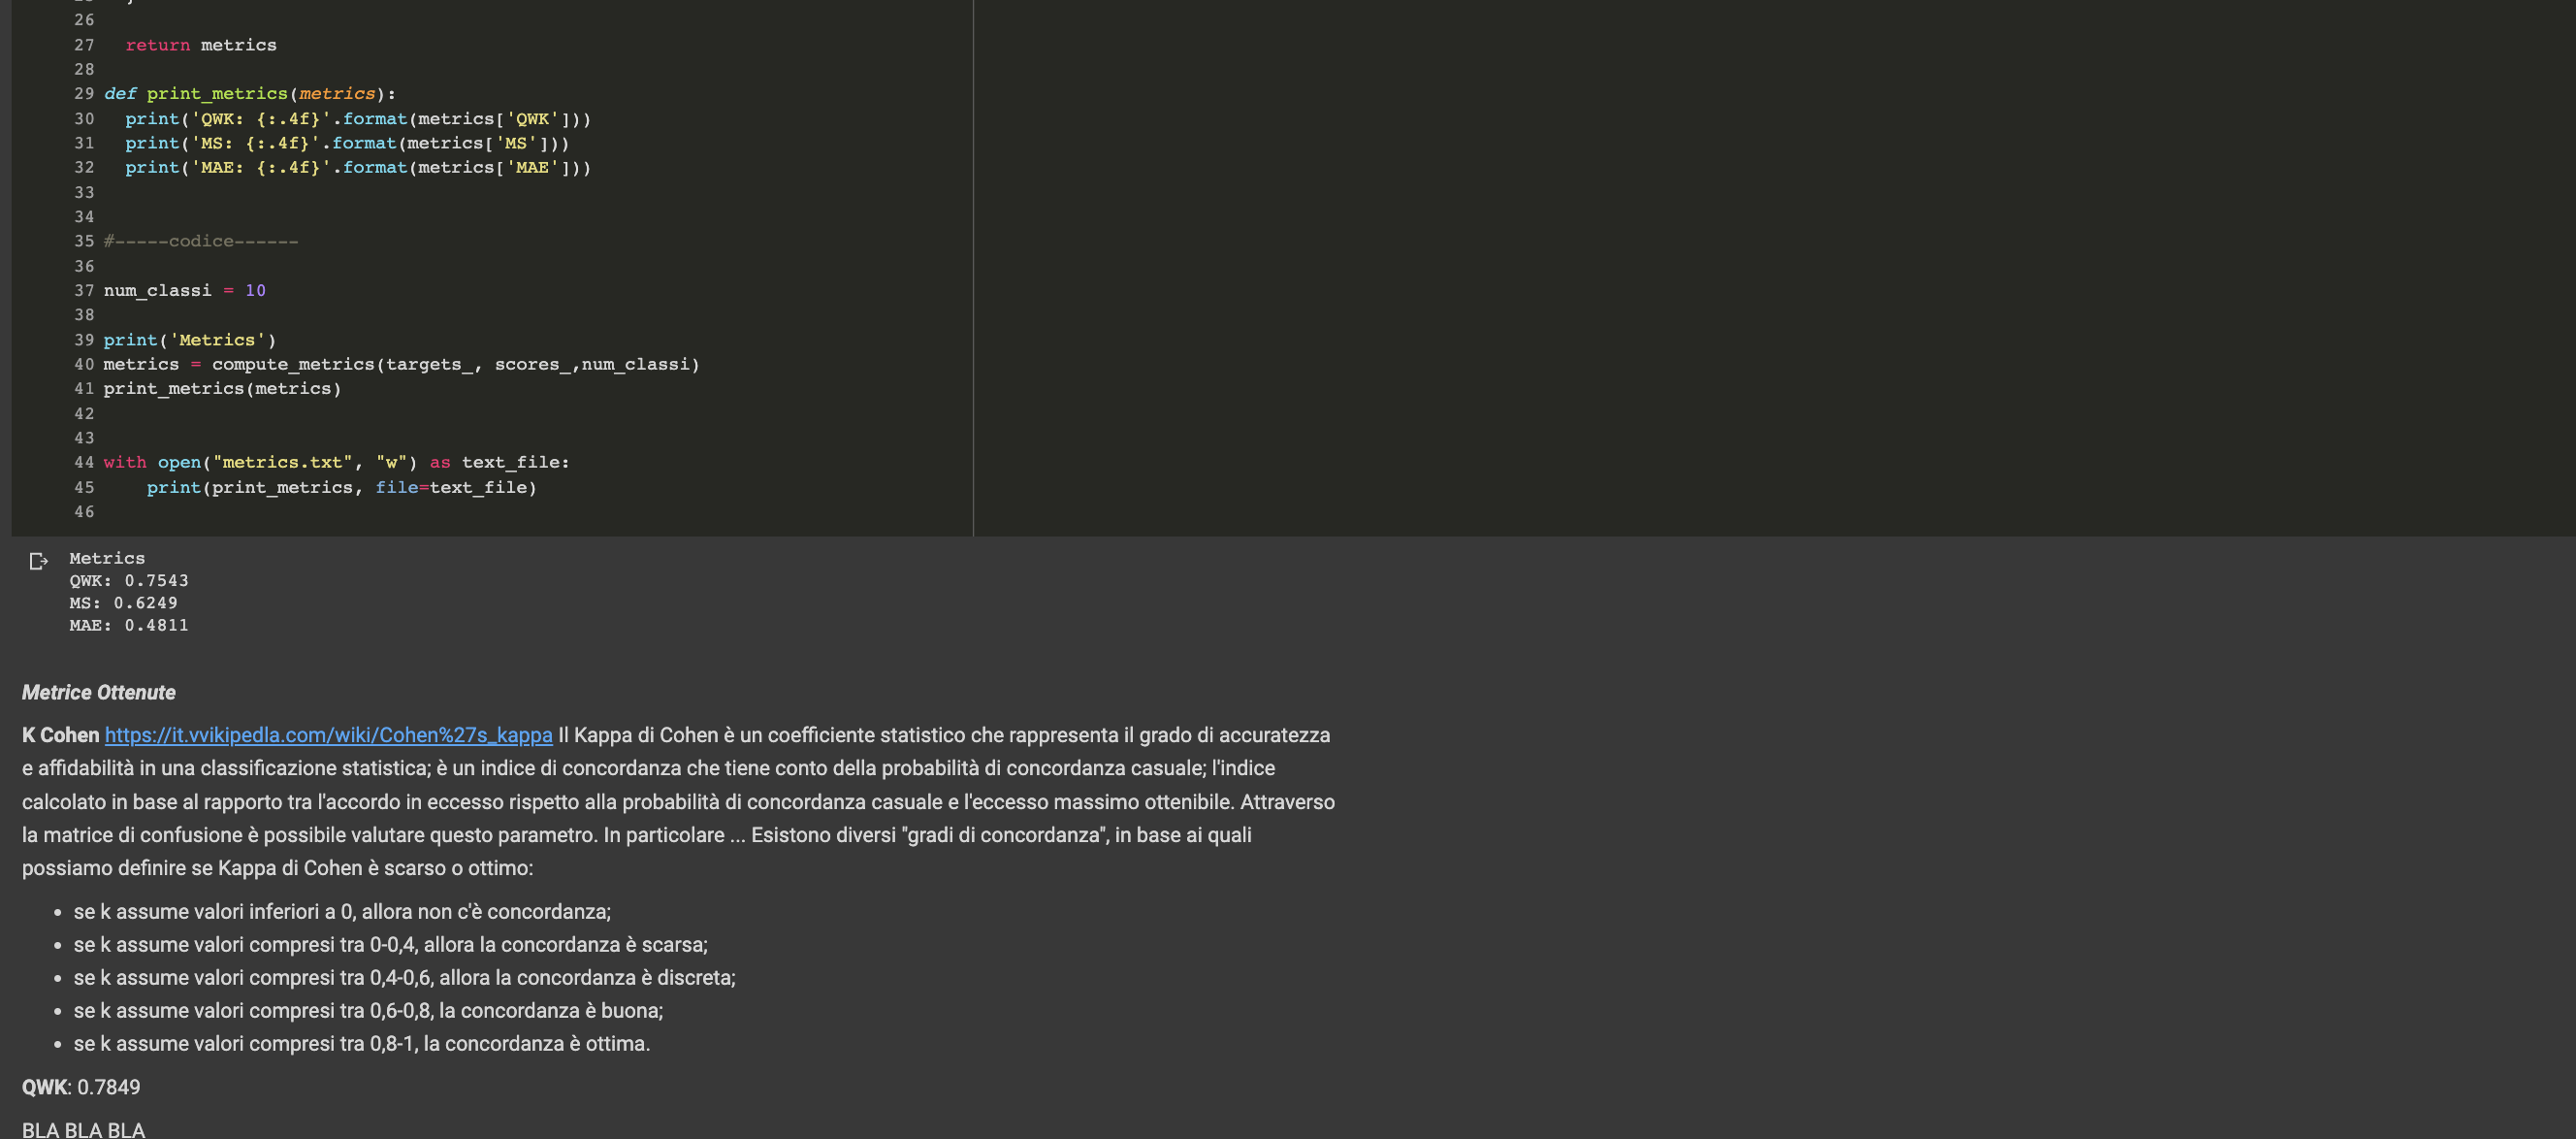 26
27 return metrics
28
29 def print_metrics(metrics):
30 print('QWK: {:.4f}'.format(metrics['QWK']))
31 print('MS: {:.4f}'.format(metrics['MS']))
32 print('MAE: {:.4f}'.format(metrics['MAE']))
33
34
35 #-----codice------
36
37 num_classi = 10
38
39 print('Metrics')
40 metrics = compute_metrics(targets_, scores_,num_classi)
41 print_metrics(metrics)
42
43
44 with open("metrics.txt", "w") as text_file:
45 print(print_metrics, file=text_file)
46
Metrics
QWK: 0.7543
MS: 0.6249
MAE: 0.4811
Metrice Ottenute
K Cohen https://it.vvikipedla.com/wiki/Cohen%27s_kappa Il Kappa di Cohen è un coefficiente statistico che rappresenta il grado di accuratezza
e affidabilità in una classificazione statistica; è un indice di concordanza che tiene conto della probabilità di concordanza casuale; l'indice
calcolato in base al rapporto tra l'accordo in eccesso rispetto alla probabilità di concordanza casuale e l'eccesso massimo ottenibile. Attraverso
la matrice di confusione è possibile valutare questo parametro. In particolare ... Esistono diversi "gradi di concordanza", in base ai quali
possiamo definire se Kappa di Cohen è scarso o ottimo:
• se k assume valori inferiori a 0, allora non c'è concordanza;
• se k assume valori compresi tra 0-0,4, allora la concordanza è scarsa;
• se k assume valori compresi tra 0,4-0,6, allora la concordanza è discreta;
• se k assume valori compresi tra 0,6-0,8, la concordanza è buona;
• se k assume valori compresi tra 0,8-1, la concordanza è ottima.
QWK: 0.7849
BLA BLA BLA